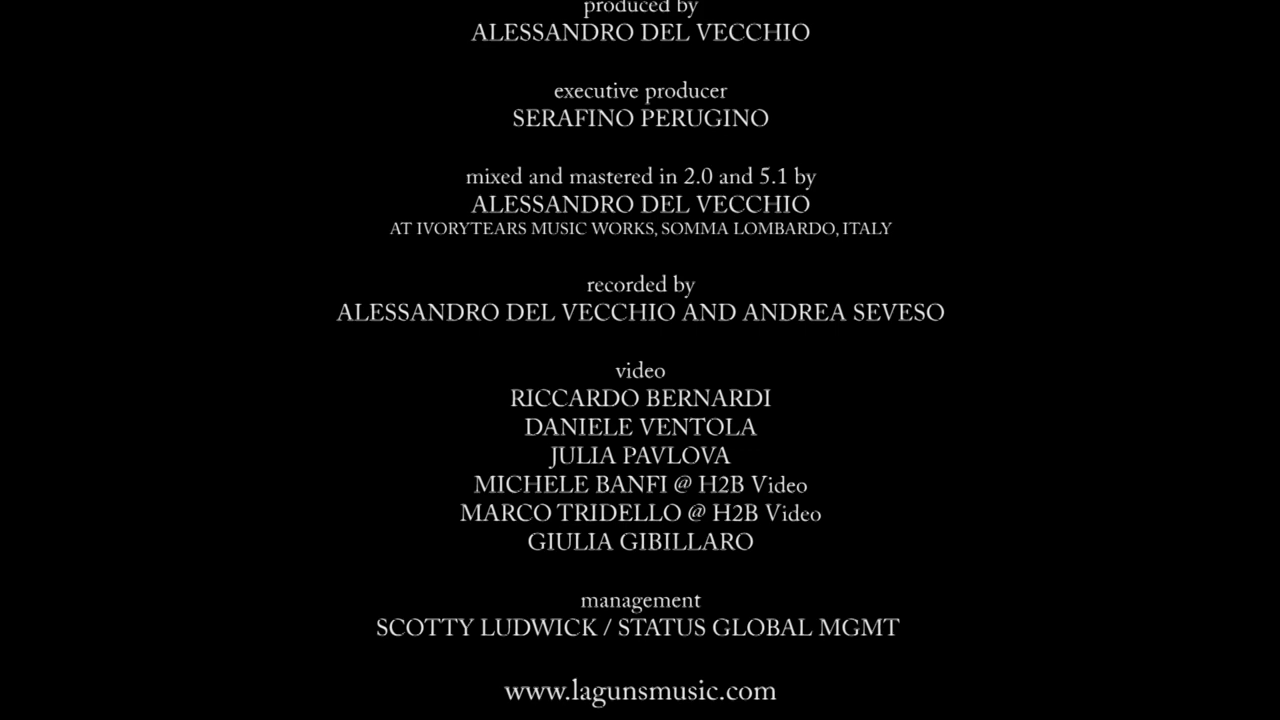 produced by
ALESSANDRO DEL VECCHIO
executive producer
SERAFINO PERUGINO
mixed and mastered in 2.0 and 5.1 by
ALESSANDRO DEL VECCHIO
AT IVORYTEARS MUSIC WORKS, SOMMA LOMBARDO, ITALY
recorded by
ALESSANDRO DEL VECCHIO AND ANDREA SEVESO
video
RICCARDO BERNARDI
DANIELE VENTOLA
JULIA PAVLOVA
MICHELE BANFI @ H2B Video
MARCO TRIDELLO @ H2B Video
GIULIA GIBILLARO
management
SCOTTY LUDWICK / STATUS GLOBAL MGMT
www.lagunsmusic.com